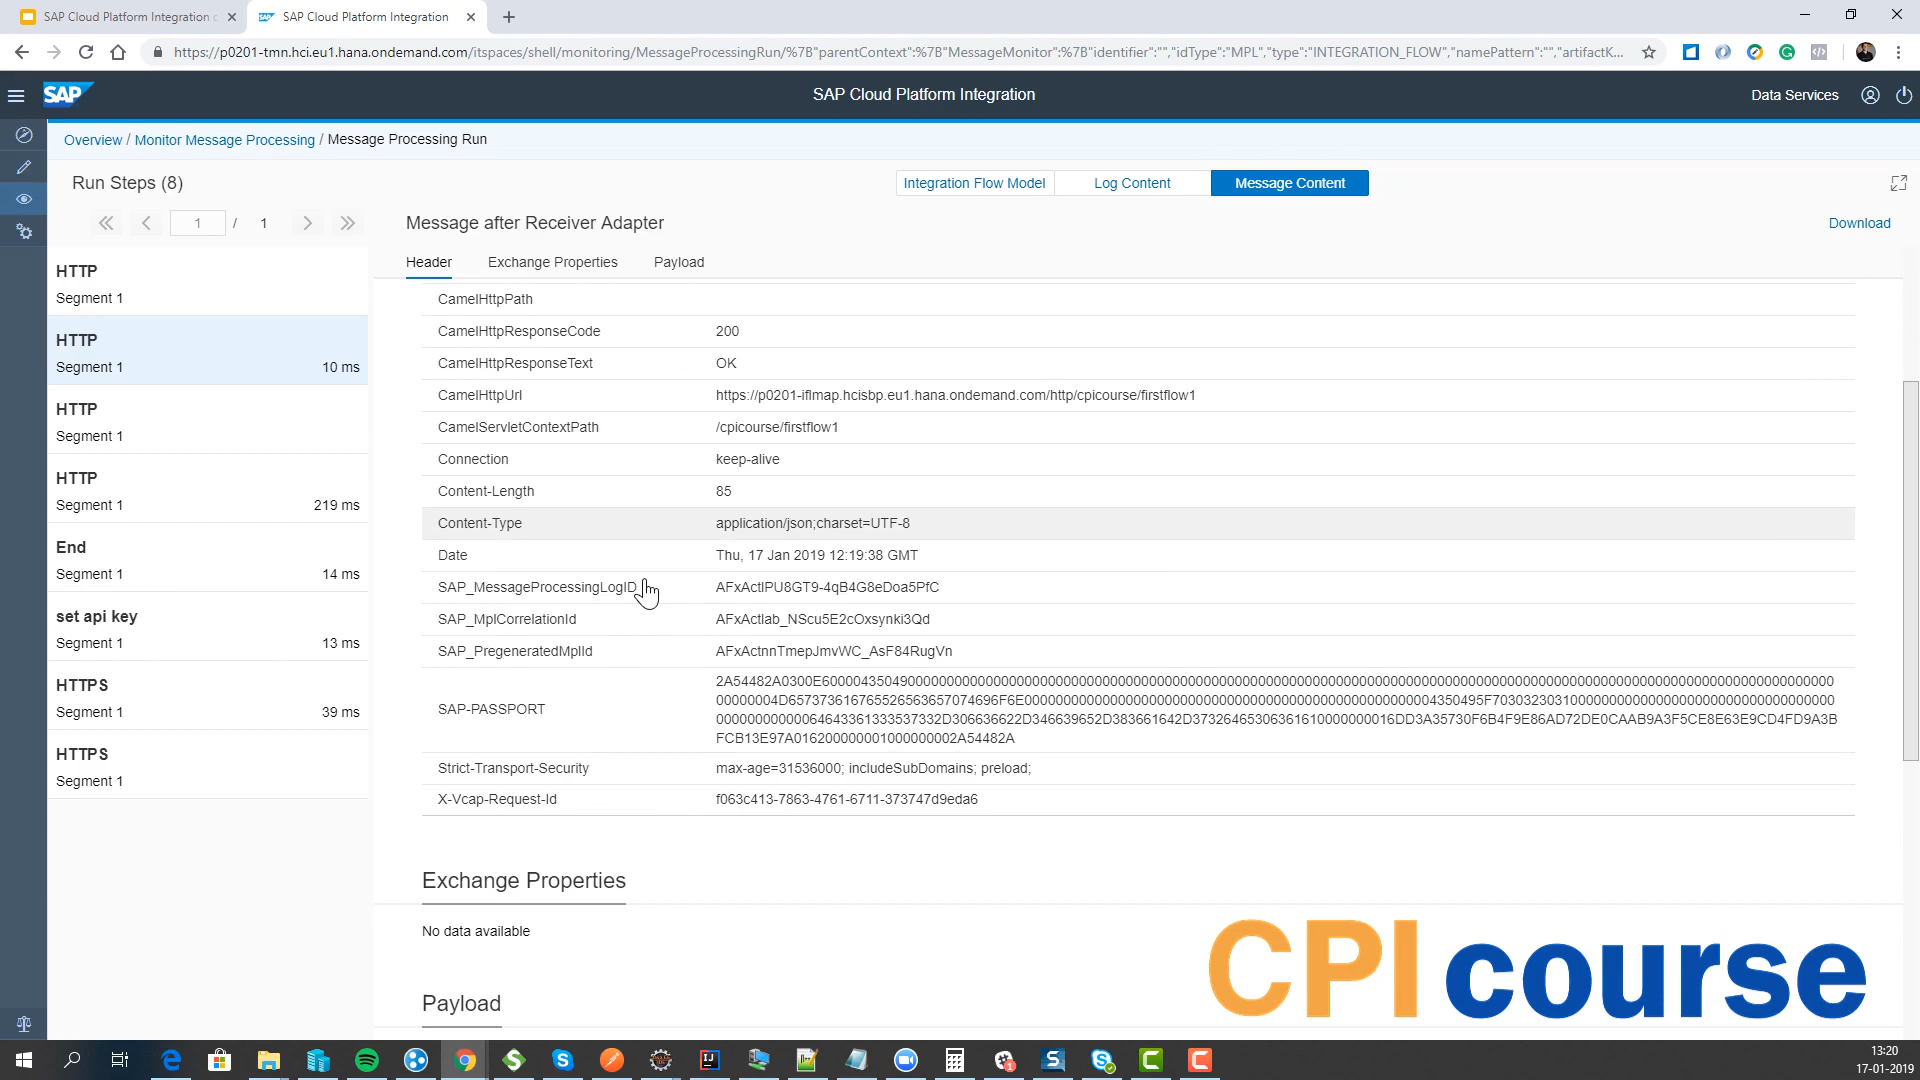 SAP Cloud Platform Integration
SAP Cloud Platform Integration
https://p0201-tmn.hci.eu1.hana.ondemand.com/itspaces/shell/monitoring/MessageProcessingRun/%7B"parentContext":%7B"MessageMonitor":%7B"identifier":"","idType":"MPL","type":"INTEGRATION_FLOW","namePattern":"","artifactK...
SAP
SAP Cloud Platform Integration
Data Services
Overview / Monitor Message Processing / Message Processing Run
Run Steps (8)
Integration Flow Model
Log Content
Message Content
1 / 1
Message after Receiver Adapter
Download
Header
Exchange Properties
Payload
HTTP
Segment 1
HTTP
Segment 1 10 ms
HTTP
Segment 1
HTTP
Segment 1 219 ms
End
Segment 1 14 ms
set api key
Segment 1 13 ms
HTTPS
Segment 1 39 ms
HTTPS
Segment 1
CamelHttpPath
CamelHttpResponseCode 200
CamelHttpResponseText OK
CamelHttpUrl https://p0201-iflmap.hcisbp.eu1.hana.ondemand.com/http/cpicourse/firstflow1
CamelServletContextPath /cpicourse/firstflow1
Connection keep-alive
Content-Length 85
Content-Type application/json;charset=UTF-8
Date Thu, 17 Jan 2019 12:19:38 GMT
SAP_MessageProcessingLogID AFxActlPU8GT9-4qB4G8eDoa5PfC
SAP_MplCorrelationId AFxActlab_NScu5E2cOxsynki3Qd
SAP_PregeneratedMplId AFxActnnTmepJmvWC_AsF84RugVn
SAP-PASSPORT
FCB13E97A016200000001000000002A54482A
Strict-Transport-Security max-age=31536000; includeSubDomains; preload;
X-Vcap-Request-Id f063c413-7863-4761-6711-373747d9eda6
Exchange Properties
No data available
Payload
CPI course
13:20
17-01-2019